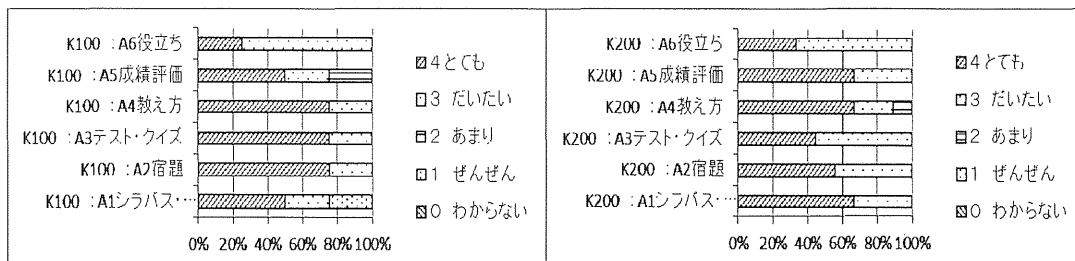 K100 :A6役立ち
K100 :A5成績評価
K100 :A4教え方
K100 :A3テスト・クイズ
K100 :A2宿題
K100 :A1シラバス・…
0% 20% 40% 60% 80% 100%
4とても
3 だいたい
2 あまり
1 ぜんぜん
0 わからない
K200 :A6役立ち
K200 :A5成績評価
K200 :A4教え方
K200 :A3テスト・クイズ
K200 :A2宿題
K200 :A1シラバス・…
0% 20% 40% 60% 80% 100%
4とても
3 だいたい
2 あまり
1 ぜんぜん
0 わからない